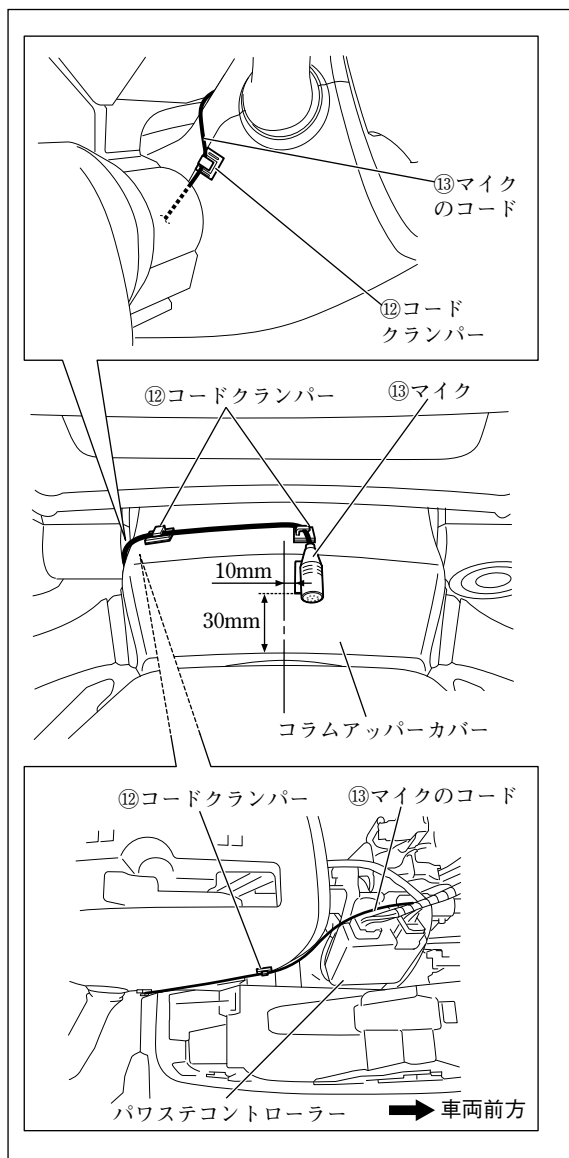 ⑬マイク
のコード
⑫コード
クランパー
⑫コードクランパー
⑬マイク
10mm
30mm
コラムアッパーカバー
⑫コードクランパー
⑬マイクのコード
パワステコントローラー
車両前方